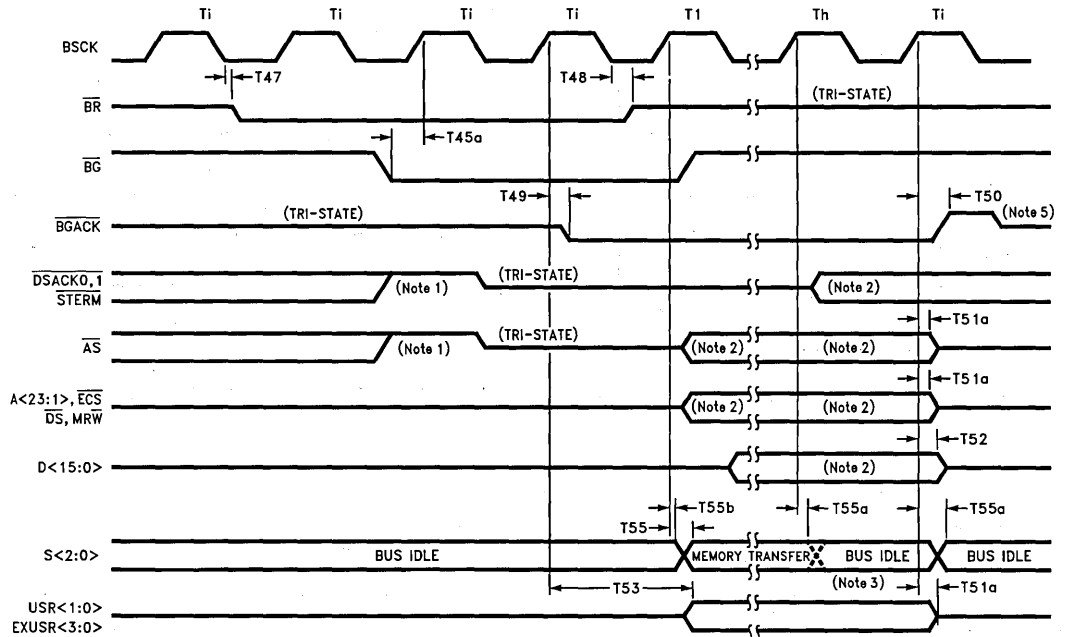 Ti Ti Ti Ti T1 Th Ti
BSCK
T47 T48
BR (TRI-STATE)
T45a
BG
T49 T50
BGACK (TRI-STATE) (Note 5)
DSACK0,1 (TRI-STATE)
STERM (Note 1) (Note 2)
T51a
AS (Note 1) (TRI-STATE) (Note 2) (Note 2)
T51a
A<23:1>, ECS
DS, MRW (Note 2) (Note 2)
T52
D<15:0> (Note 2)
T55b T55a T55a
T55
S<2:0> BUS IDLE MEMORY TRANSFER BUS IDLE BUS IDLE
T53 (Note 3) T51a
USR<1:0>
EXUSR<3:0>